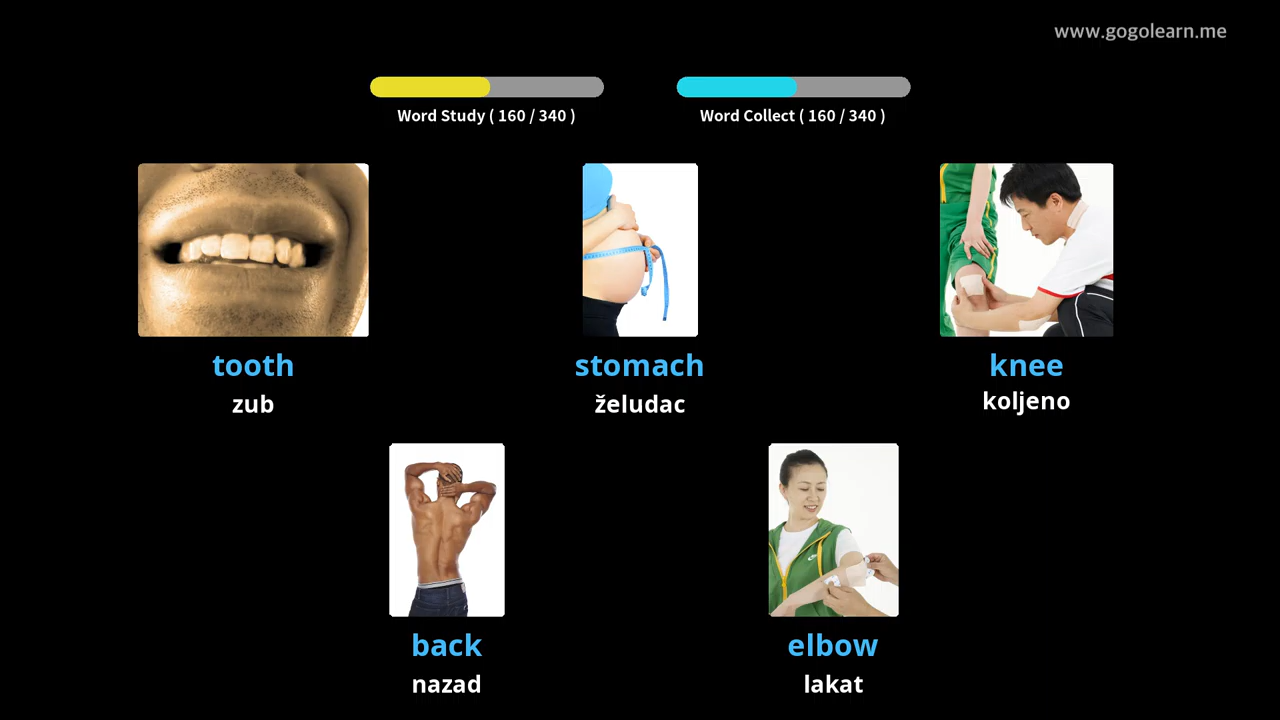 www.gogolearn.me
Word Study ( 160 / 340 )
Word Collect ( 160 / 340 )
tooth
zub
stomach
želudac
knee
koljeno
back
nazad
elbow
lakat